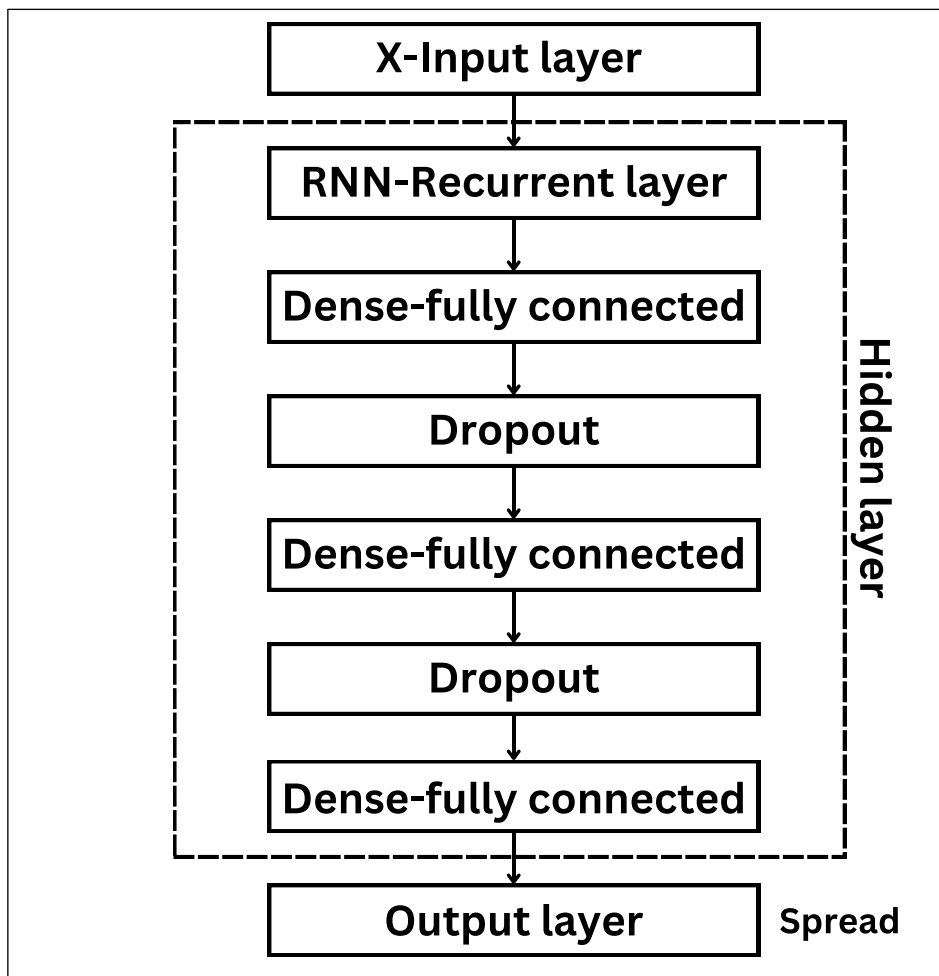 X-Input layer
RNN-Recurrent layer
Dense-fully connected
Dropout
Dense-fully connected
Dropout
Dense-fully connected
Hidden layer
Output layer
Spread